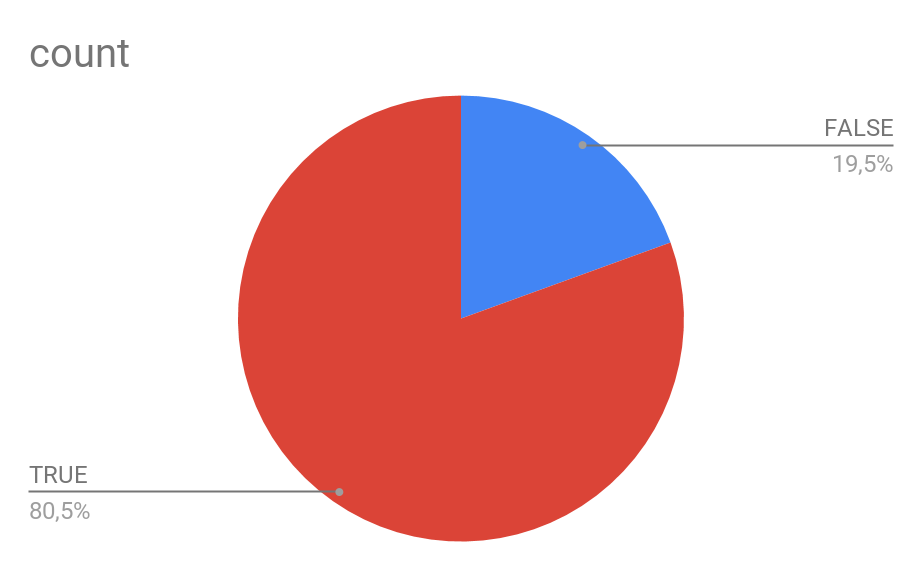 count
FALSE
19,5%
TRUE
80,5%